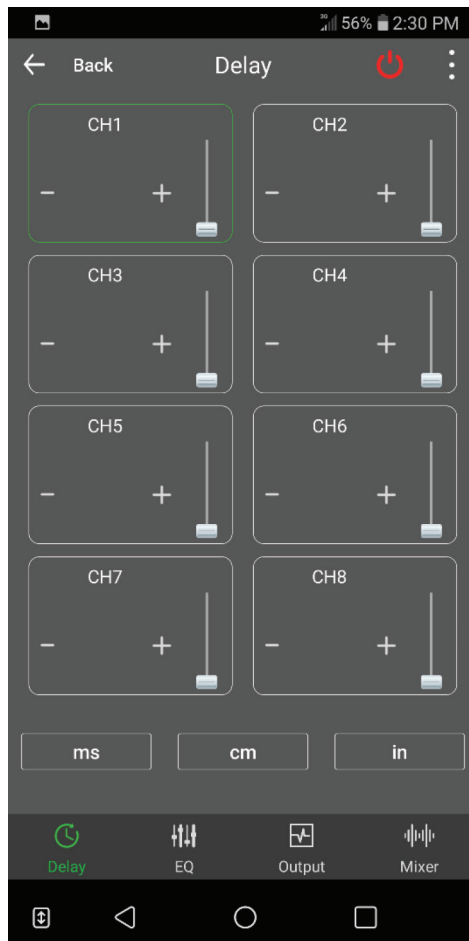 3G 56% 2:30 PM
Back Delay
CH1 CH2
- + - +
CH3 CH4
- + - +
CH5 CH6
- + - +
CH7 CH8
- + - +
ms cm in
Delay EQ Output Mixer